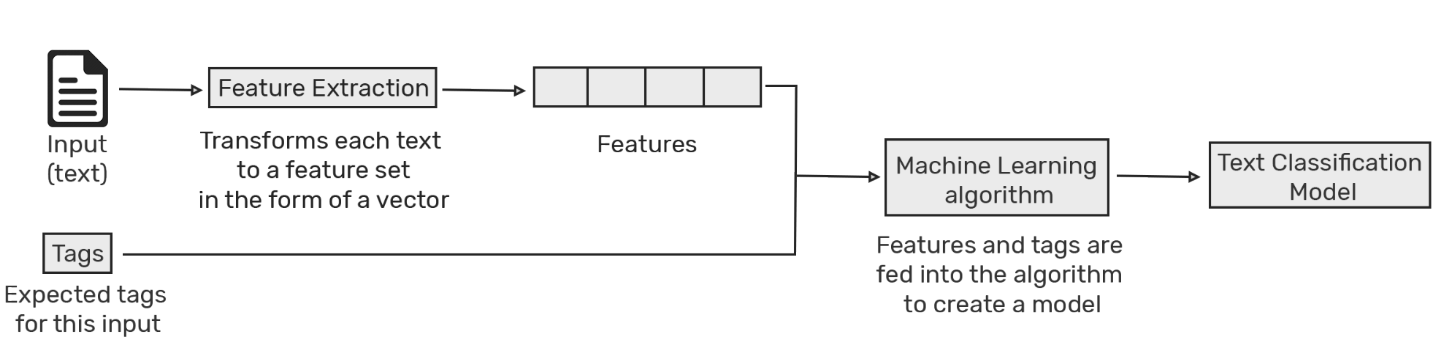 Input
(text)
Feature Extraction
Transforms each text
to a feature set
in the form of a vector
Features
Tags
Expected tags
for this input
Machine Learning
algorithm
Features and tags are
fed into the algorithm
to create a model
Text Classification
Model